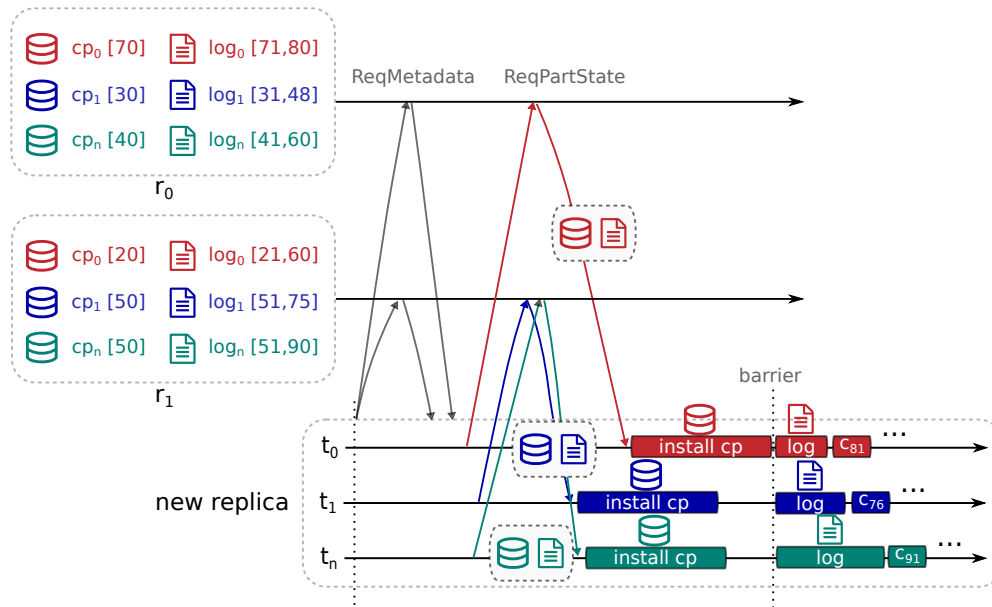 cp₀ [70] log₀ [71,80]
cp₁ [30] log₁ [31,48]
cpₙ [40] logₙ [41,60]
r₀
ReqMetadata ReqPartState
cp₀ [20] log₀ [21,60]
cp₁ [50] log₁ [51,75]
cpₙ [50] logₙ [51,90]
r₁
barrier
new replica
t₀ install cp log c₈₁ ...
t₁ install cp log c₇₆ ...
tₙ install cp log c₉₁ ...